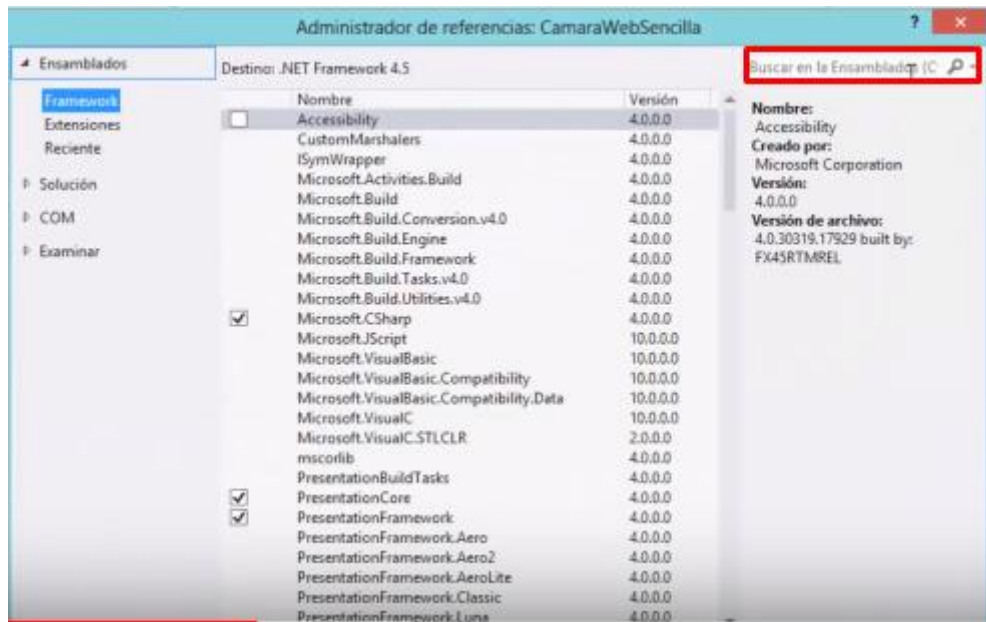 Administrador de referencias: CamaraWebSencilla
?
Ensamblados
Framework
Extensiones
Reciente
Solución
COM
Examinar
Destino: .NET Framework 4.5
Nombre Versión
Accessibility 4.0.0.0
CustomMarshalers 4.0.0.0
ISymWrapper 4.0.0.0
Microsoft.Activities.Build 4.0.0.0
Microsoft.Build 4.0.0.0
Microsoft.Build.Conversion.v4.0 4.0.0.0
Microsoft.Build.Engine 4.0.0.0
Microsoft.Build.Framework 4.0.0.0
Microsoft.Build.Tasks.v4.0 4.0.0.0
Microsoft.Build.Utilities.v4.0 4.0.0.0
Microsoft.CSharp 4.0.0.0
Microsoft.JScript 10.0.0.0
Microsoft.VisualBasic 10.0.0.0
Microsoft.VisualBasic.Compatibility 10.0.0.0
Microsoft.VisualBasic.Compatibility.Data 10.0.0.0
Microsoft.VisualC 10.0.0.0
Microsoft.VisualC.STLCLR 2.0.0.0
mscorlib 4.0.0.0
PresentationBuildTasks 4.0.0.0
PresentationCore 4.0.0.0
PresentationFramework 4.0.0.0
PresentationFramework.Aero 4.0.0.0
PresentationFramework.Aero2 4.0.0.0
PresentationFramework.AeroLite 4.0.0.0
PresentationFramework.Classic 4.0.0.0
PresentationFramework.Luna 4.0.0.0
Buscar en la Ensamblados (C
Nombre:
Accessibility
Creado por:
Microsoft Corporation
Versión:
4.0.0.0
Versión de archivo:
4.0.30319.17929 built by:
FX45RTMREL